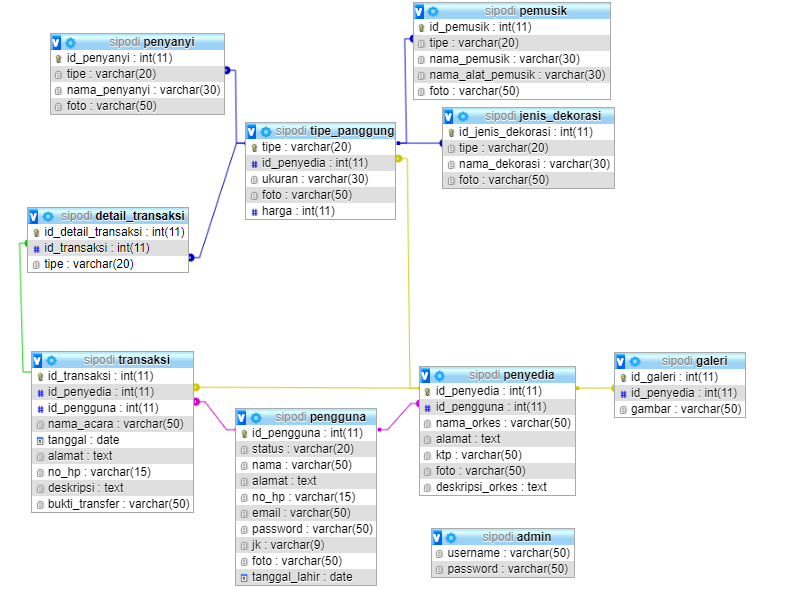 sipodi penyanyi
id_penyanyi : int(11)
tipe : varchar(20)
nama_penyanyi : varchar(30)
foto : varchar(50)
sipodi pemusik
id_pemusik : int(11)
tipe : varchar(20)
nama_pemusik : varchar(30)
nama_alat_pemusik : varchar(30)
foto : varchar(50)
sipodi tipe_panggung
tipe : varchar(20)
id_penyedia : int(11)
ukuran : varchar(30)
foto : varchar(50)
harga : int(11)
sipodi jenis_dekorasi
id_jenis_dekorasi : int(11)
tipe : varchar(20)
nama_dekorasi : varchar(30)
foto : varchar(50)
sipodi detail_transaksi
id_detail_transaksi : int(11)
id_transaksi : int(11)
tipe : varchar(20)
sipodi transaksi
id_transaksi : int(11)
id_penyedia : int(11)
id_pengguna : int(11)
nama_acara : varchar(50)
tanggal : date
alamat : text
no_hp : varchar(15)
deskripsi : text
bukti_transfer : varchar(50)
sipodi pengguna
id_pengguna : int(11)
status : varchar(20)
nama : varchar(50)
alamat : text
no_hp : varchar(15)
email : varchar(50)
password : varchar(50)
jk : varchar(9)
foto : varchar(50)
tanggal_lahir : date
sipodi penyedia
id_penyedia : int(11)
id_pengguna : int(11)
nama_orkes : varchar(50)
alamat : text
ktp : varchar(50)
foto : varchar(50)
deskripsi_orkes : text
sipodi galeri
id_galeri : int(11)
id_penyedia : int(11)
gambar : varchar(50)
sipodi admin
username : varchar(50)
password : varchar(50)